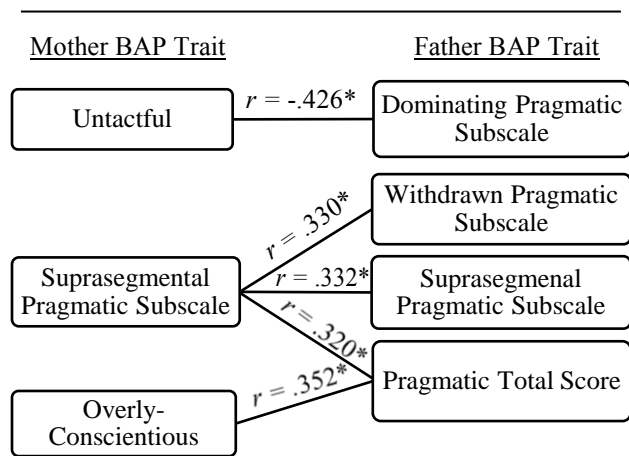 Mother BAP Trait
Father BAP Trait
Untactful
r = -.426*
Dominating Pragmatic
Subscale
Withdrawn Pragmatic
Subscale
r = .330*
Suprasegmental
Pragmatic Subscale
r = .332*
Suprasegmenal
Pragmatic Subscale
r = .320*
Pragmatic Total Score
r = .352*
Overly-
Conscientious